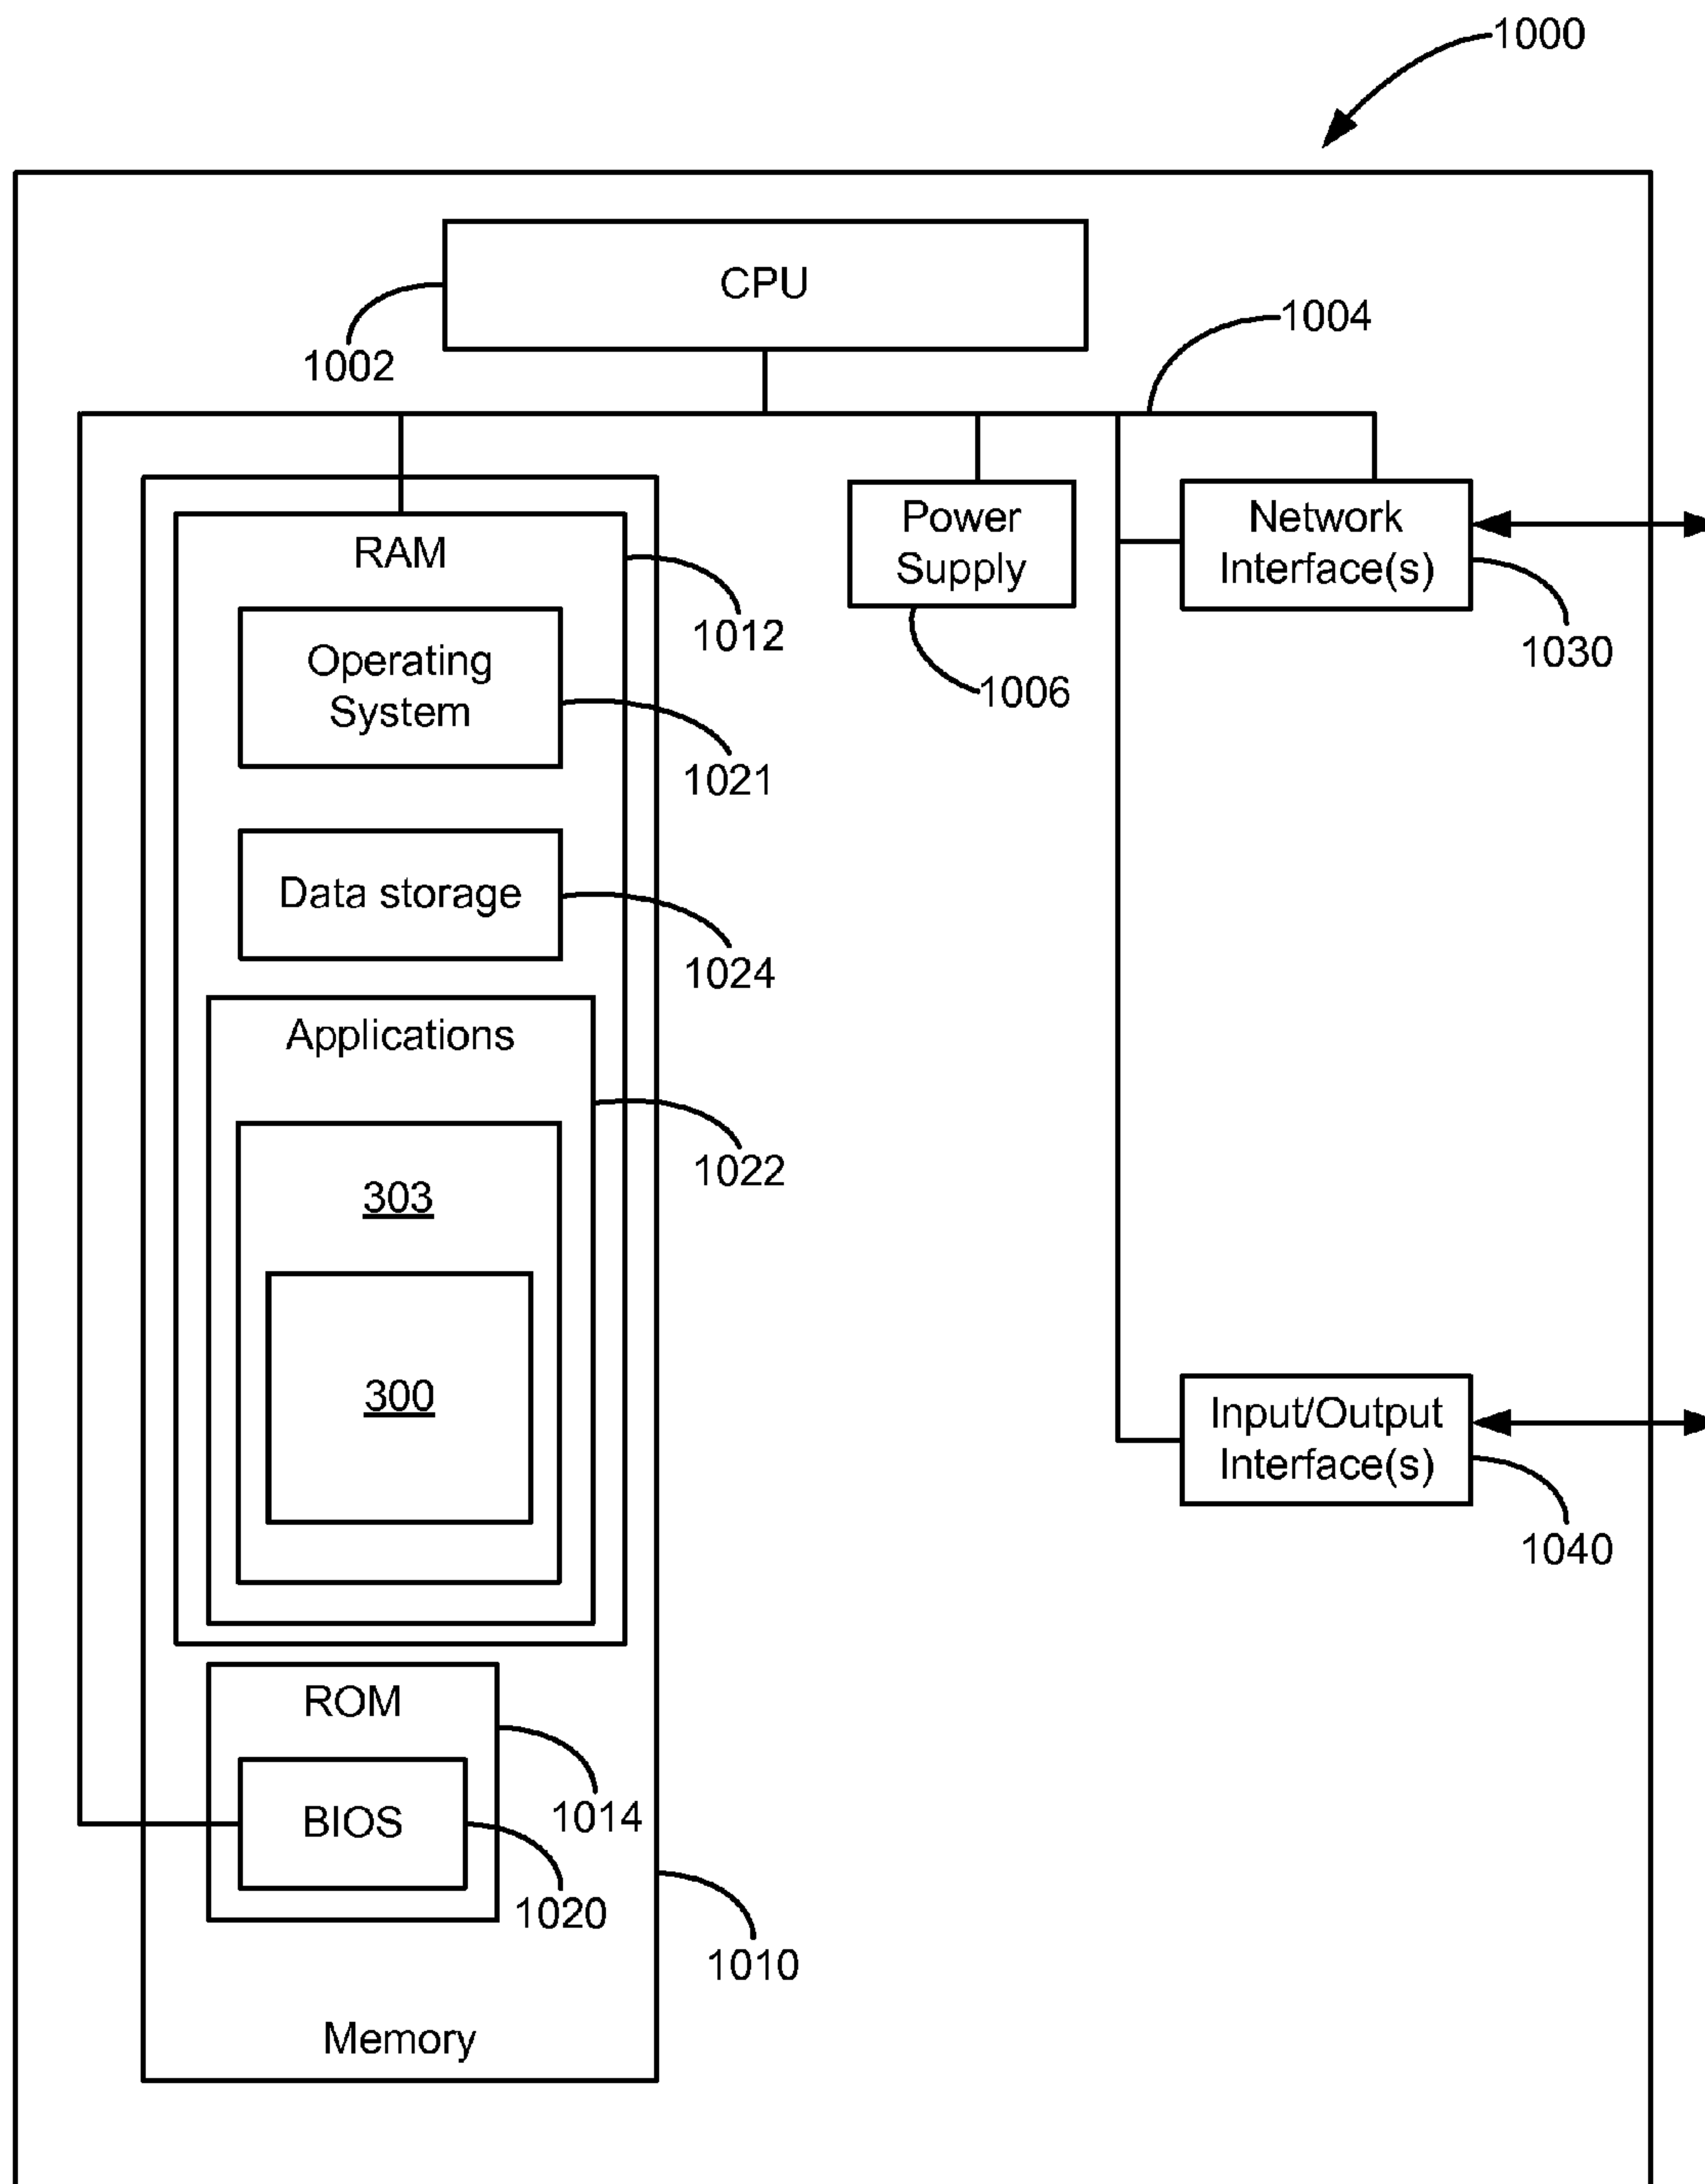 1000
CPU
1002
1004
RAM
1012
Power
Supply
1006
Network
Interface(s)
1030
Operating
System
1021
Data storage
1024
Applications
1022
303
300
Input/Output
Interface(s)
1040
ROM
1014
BIOS
1020
1010
Memory